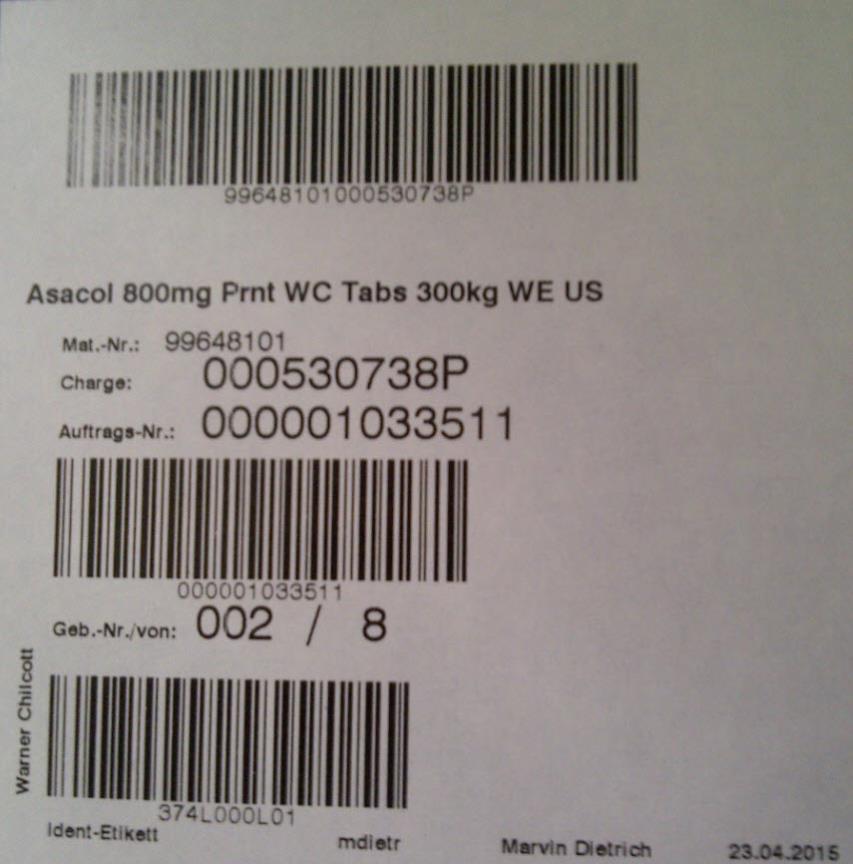 99648101000530738P
Asacol 800mg Prnt WC Tabs 300kg WE US
Mat.-Nr.: 99648101
Charge: 000530738P
Auftrags-Nr.: 000001033511
000001033511
Geb.-Nr./von: 002 / 8
Warner Chilcott
374L000L01
Ident-Etikett mdietr Marvin Dietrich 23.04.2015